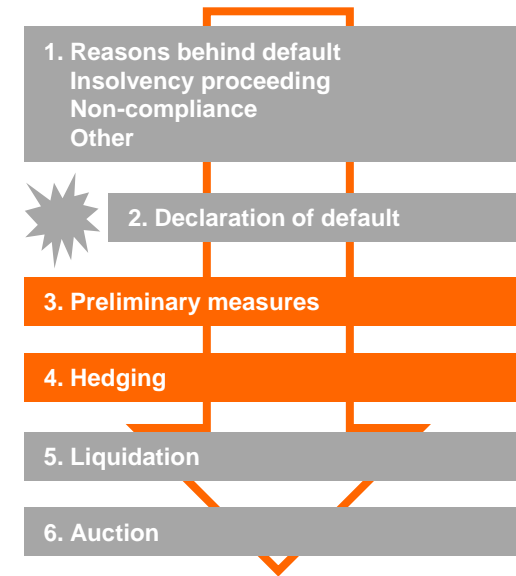 1. Reasons behind default
Insolvency proceeding
Non-compliance
Other
2. Declaration of default
3. Preliminary measures
4. Hedging
5. Liquidation
6. Auction